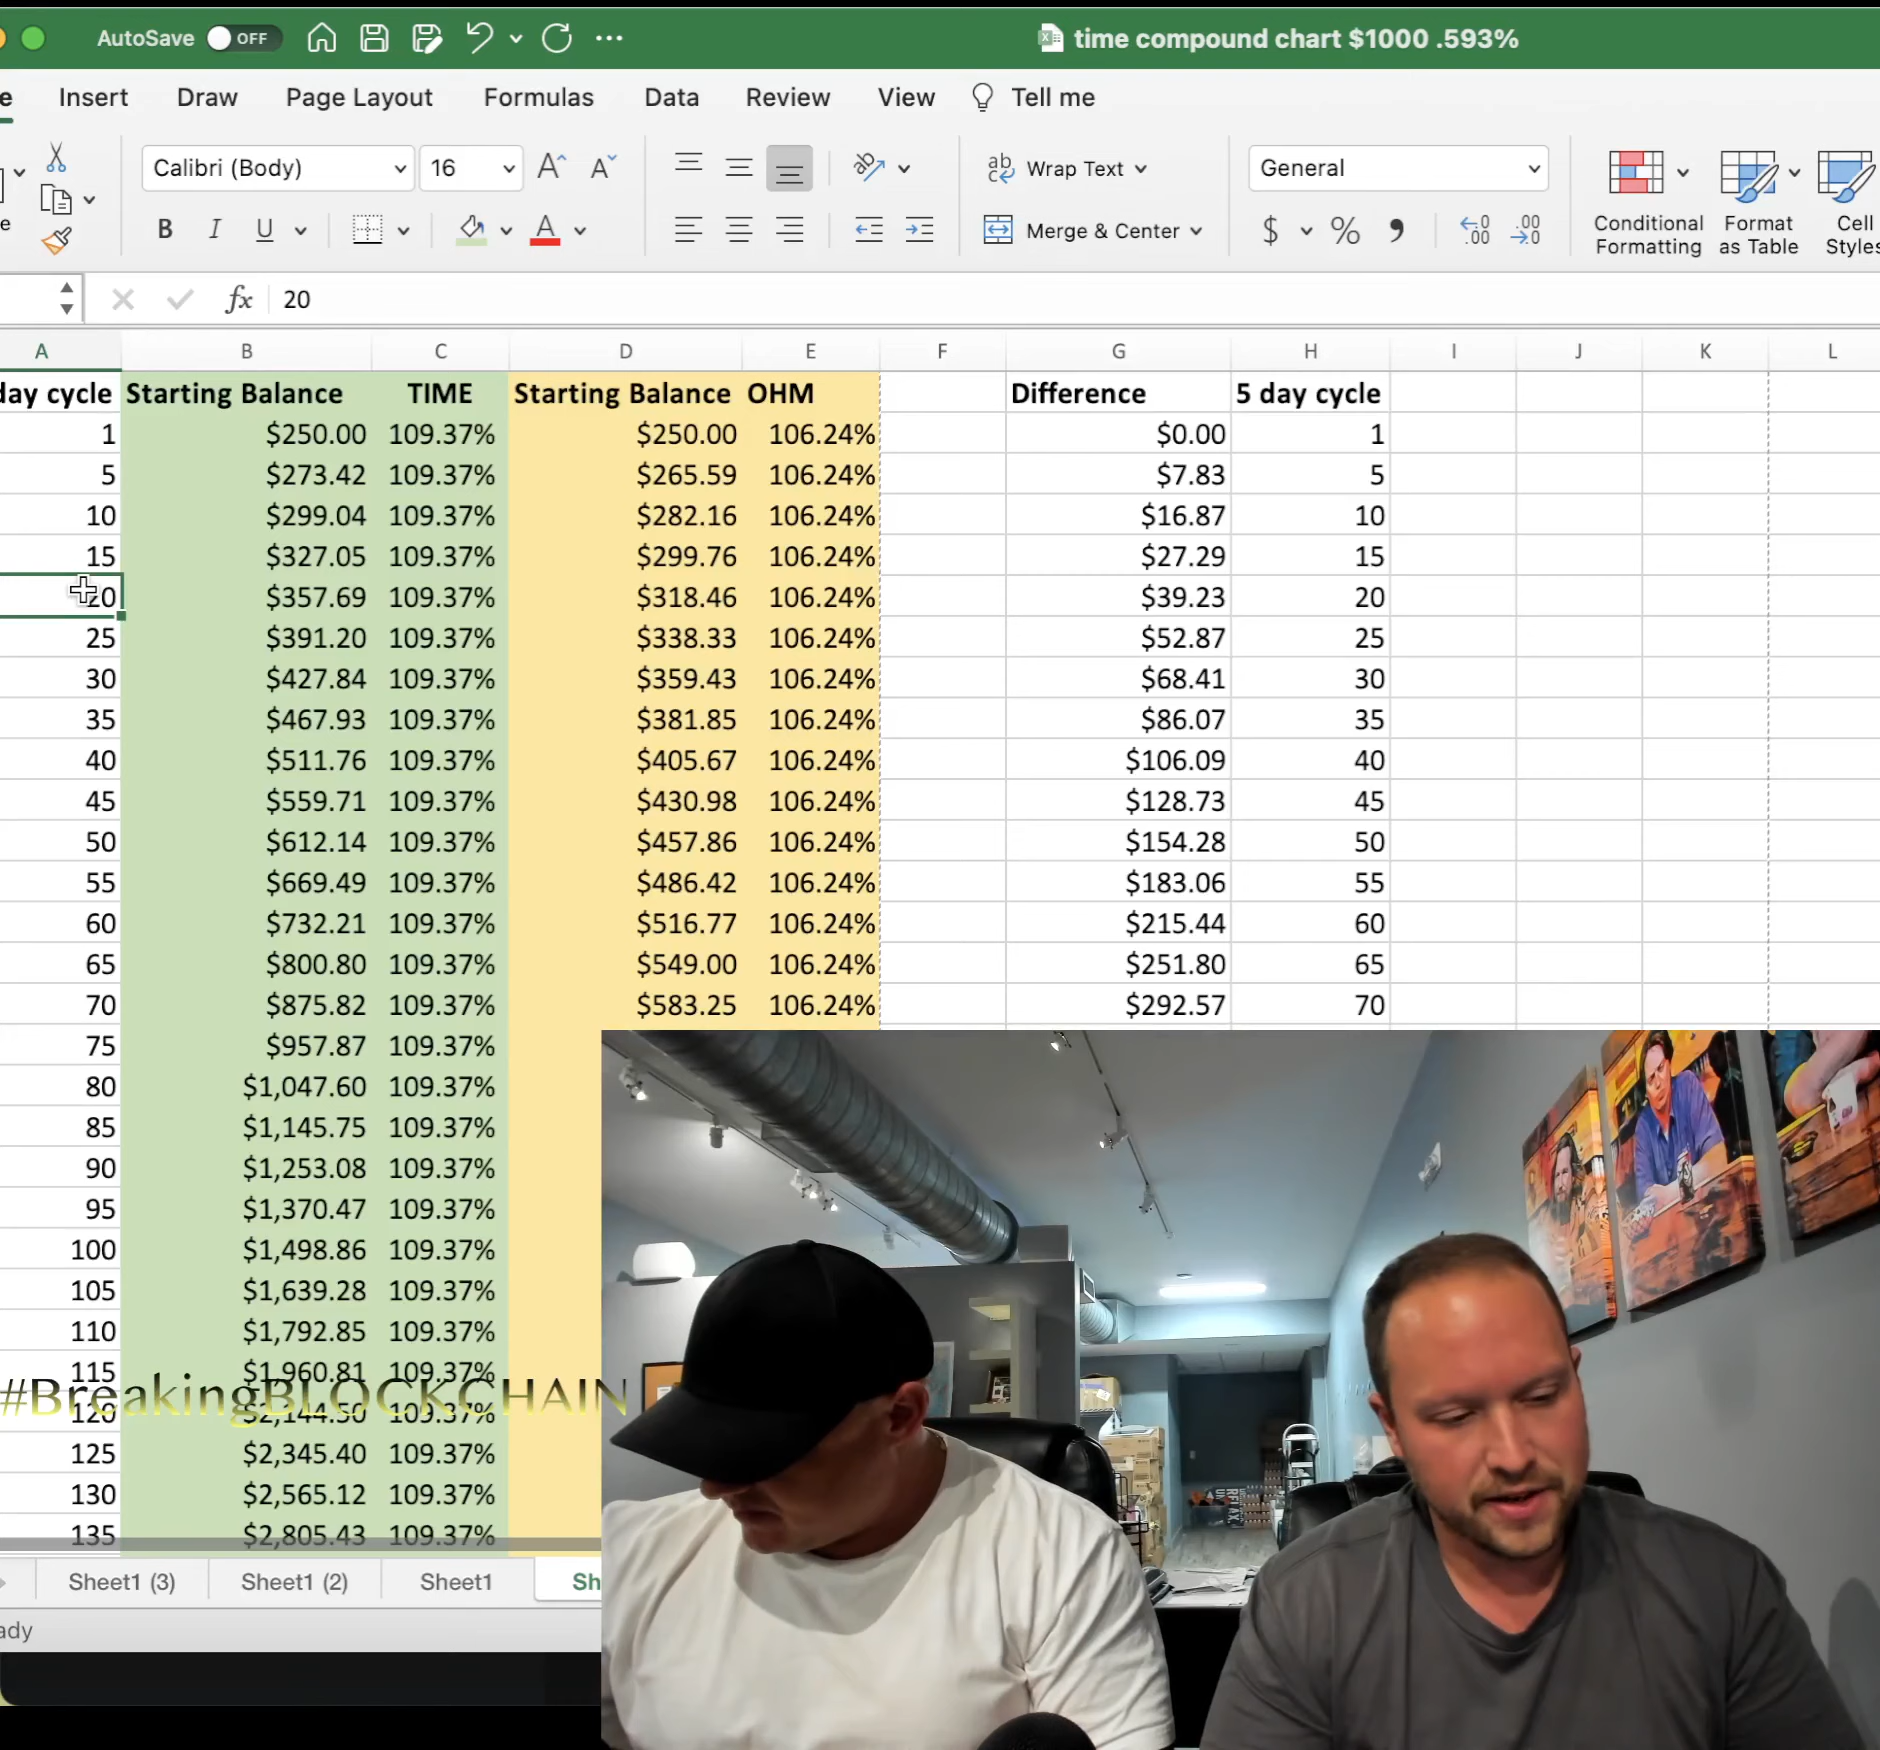 AutoSave OFF time compound chart $1000 .593%
Insert Draw Page Layout Formulas Data Review View Tell me
Calibri (Body) 16 Wrap Text General
B I U Merge & Center $ % Conditional Formatting Format as Table Cell Styles
fx 20
A B C D E F G H I J K L
day cycle Starting Balance TIME Starting Balance OHM Difference 5 day cycle
1 $250.00 109.37% $250.00 106.24% $0.00 1
5 $273.42 109.37% $265.59 106.24% $7.83 5
10 $299.04 109.37% $282.16 106.24% $16.87 10
15 $327.05 109.37% $299.76 106.24% $27.29 15
20 $357.69 109.37% $318.46 106.24% $39.23 20
25 $391.20 109.37% $338.33 106.24% $52.87 25
30 $427.84 109.37% $359.43 106.24% $68.41 30
35 $467.93 109.37% $381.85 106.24% $86.07 35
40 $511.76 109.37% $405.67 106.24% $106.09 40
45 $559.71 109.37% $430.98 106.24% $128.73 45
50 $612.14 109.37% $457.86 106.24% $154.28 50
55 $669.49 109.37% $486.42 106.24% $183.06 55
60 $732.21 109.37% $516.77 106.24% $215.44 60
65 $800.80 109.37% $549.00 106.24% $251.80 65
70 $875.82 109.37% $583.25 106.24% $292.57 70
75 $957.87 109.37%
80 $1,047.60 109.37%
85 $1,145.75 109.37%
90 $1,253.08 109.37%
95 $1,370.47 109.37%
100 $1,498.86 109.37%
105 $1,639.28 109.37%
110 $1,792.85 109.37%
115 $1,960.81 109.37%
#BreakingBLOCKCHAIN
120 $2,144.50 109.37%
125 $2,345.40 109.37%
130 $2,565.12 109.37%
135 $2,805.43 109.37%
Sheet1 (3) Sheet1 (2) Sheet1 Sh
ady